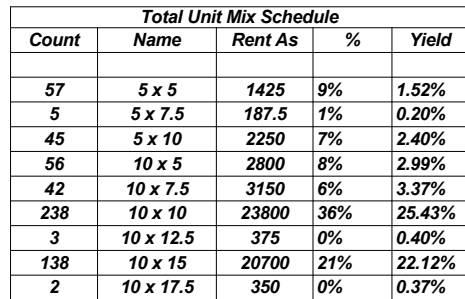 Total Unit Mix Schedule
Count Name Rent As % Yield
57 5 x 5 1425 9% 1.52%
5 5 x 7.5 187.5 1% 0.20%
45 5 x 10 2250 7% 2.40%
56 10 x 5 2800 8% 2.99%
42 10 x 7.5 3150 6% 3.37%
238 10 x 10 23800 36% 25.43%
3 10 x 12.5 375 0% 0.40%
138 10 x 15 20700 21% 22.12%
2 10 x 17.5 350 0% 0.37%